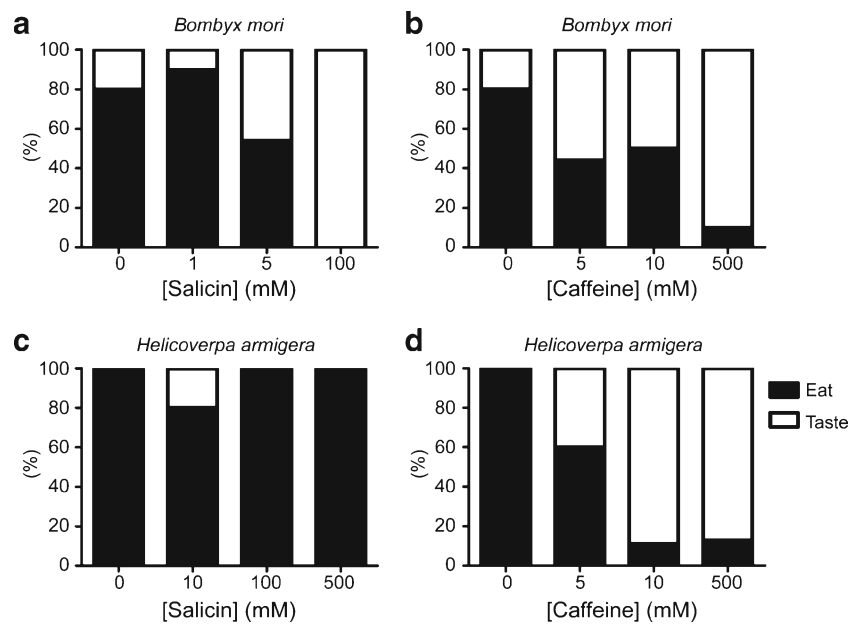 a
Bombyx mori
100
80
60
40
20
0
(%)
0 1 5 100
[Salicin] (mM)
b
Bombyx mori
100
80
60
40
20
0
(%)
0 5 10 500
[Caffeine] (mM)
c
Helicoverpa armigera
100
80
60
40
20
0
(%)
0 10 100 500
[Salicin] (mM)
d
Helicoverpa armigera
100
80
60
40
20
0
(%)
0 5 10 500
[Caffeine] (mM)
Eat
Taste